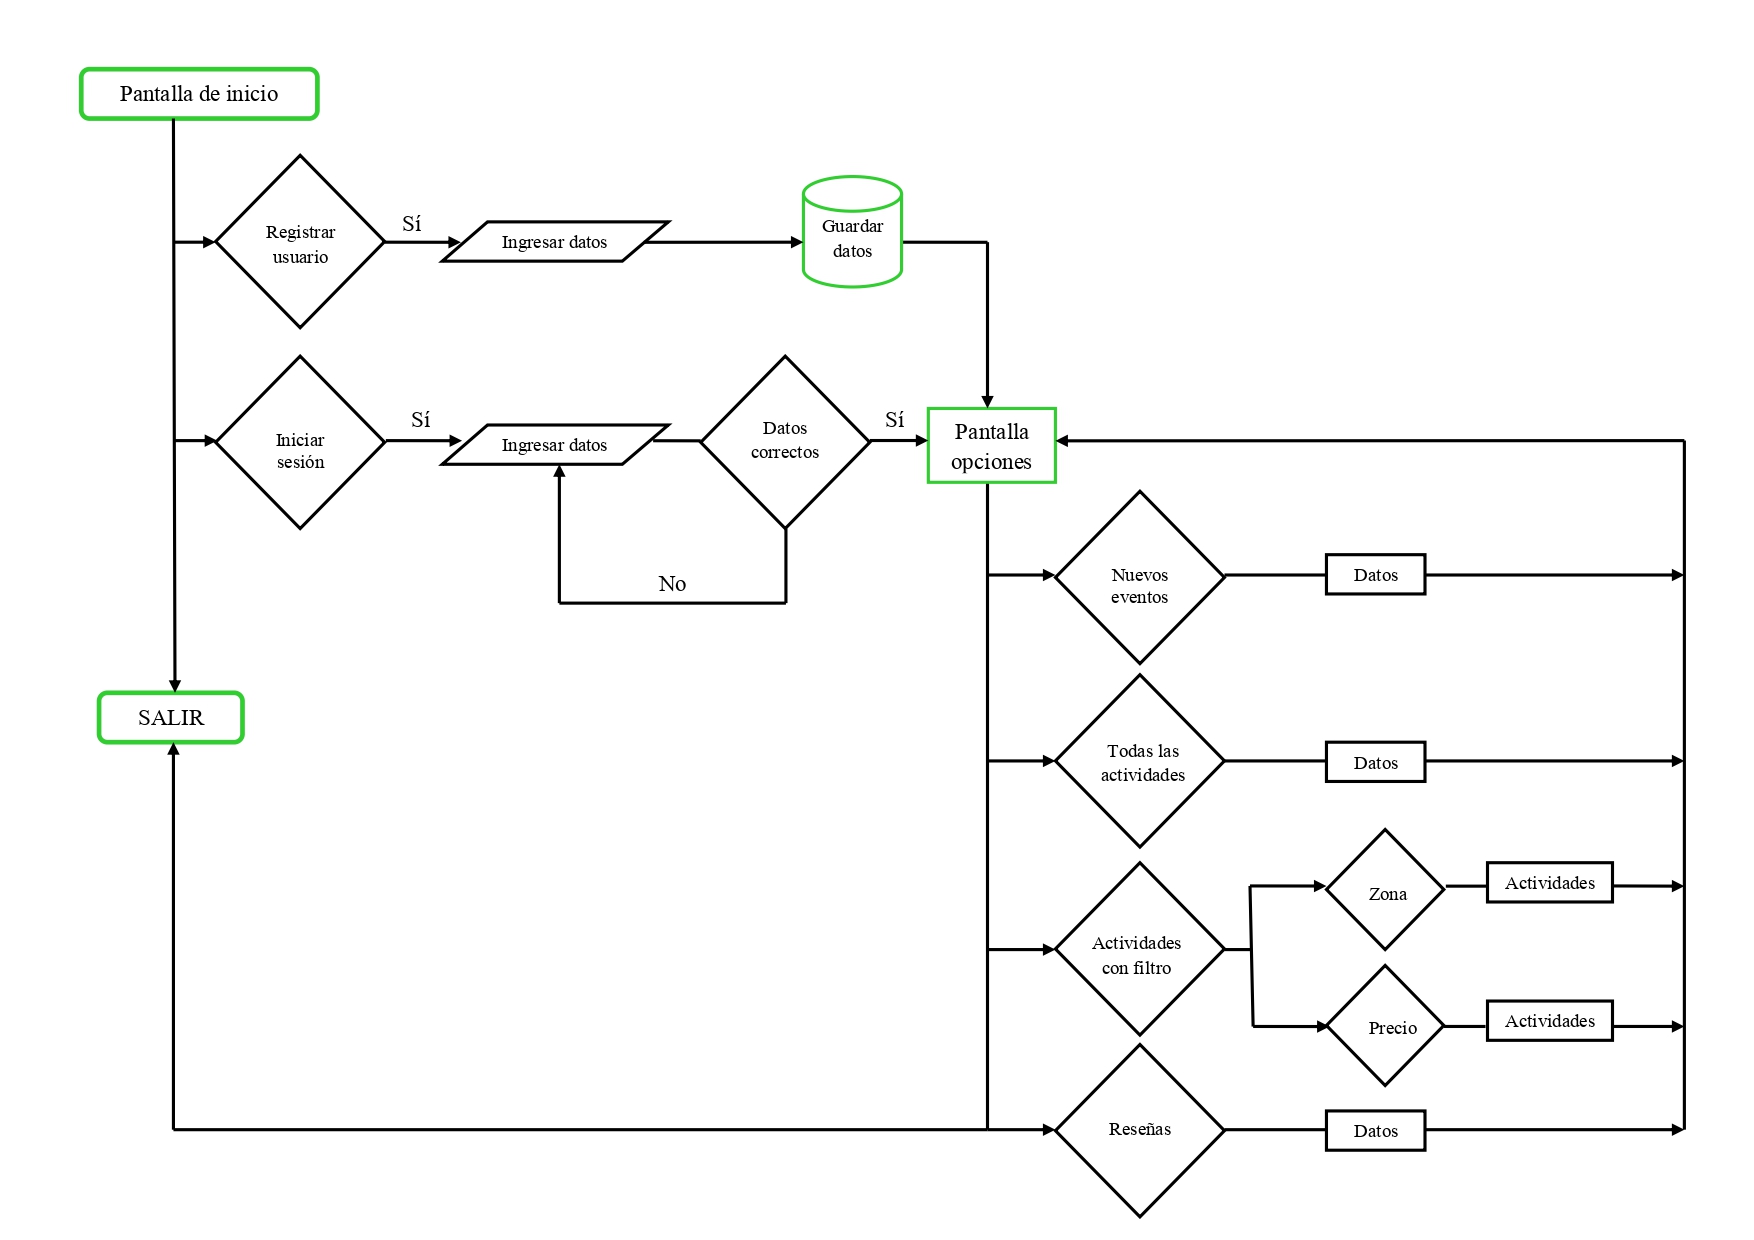 Pantalla de inicio
Registrar
usuario
Sí
Ingresar datos
Guardar
datos
Iniciar
sesión
Sí
Ingresar datos
Datos
correctos
Sí
Pantalla
opciones
No
Nuevos
eventos
Datos
SALIR
Todas las
actividades
Datos
Zona
Actividades
Actividades
con filtro
Precio
Actividades
Reseñas
Datos